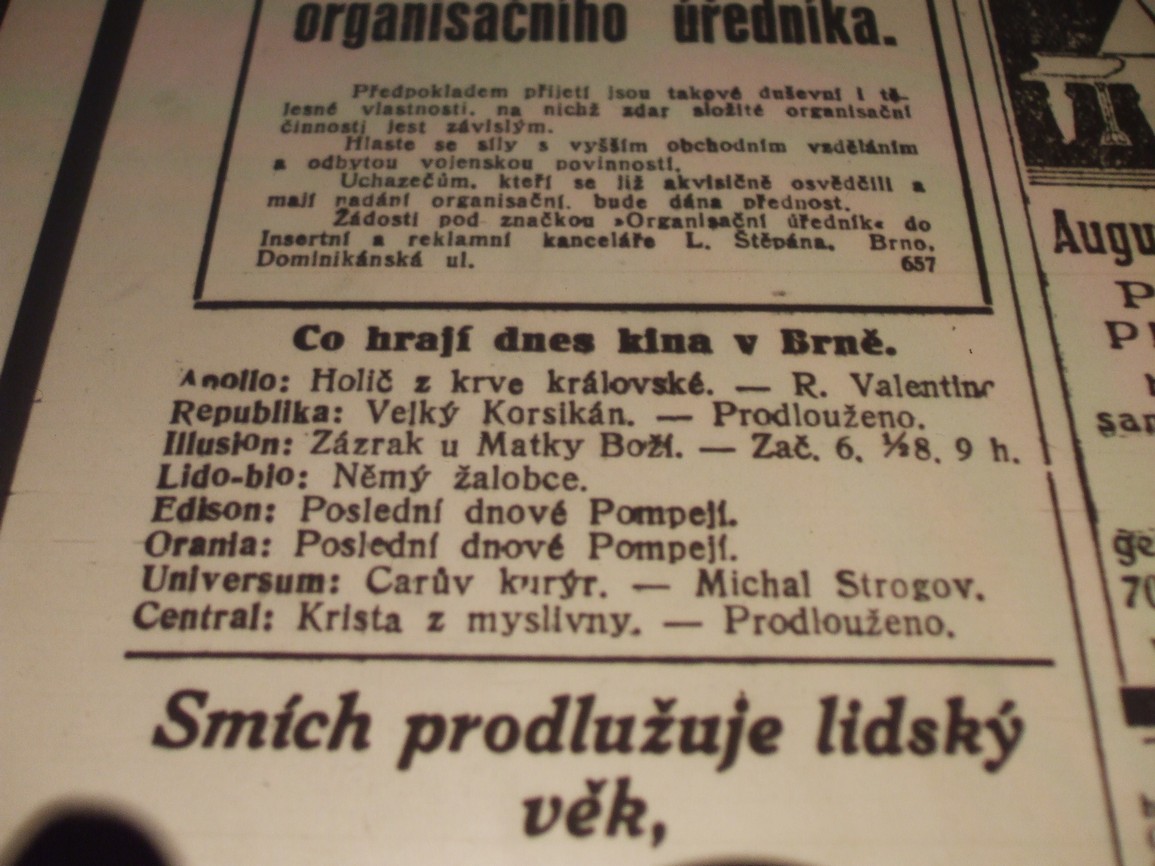 organisačního úředníka.
Předpokladem přijetí jsou takové duševní i tě-
lesné vlastnosti, na nichž zdar složité organisační
činnosti jest závislým.
Hlaste se síly s vyšším obchodním vzděláním
a odbytou vojenskou povinností.
Uchazečům, kteří se již akvisičně osvědčili a
mají nadání organisační, bude dána přednost.
Žádosti pod značkou »Organisační úředník« do
Insertní a reklamní kanceláře L. Štěpána, Brno,
Dominikánská ul. 657
Co hrají dnes kina v Brně.
Apollo: Holič z krve královské. — R. Valentino
Republika: Velký Korsikán. — Prodlouženo.
Illusion: Zázrak u Matky Boží. — Zač. 6, ½8, 9 h.
Lido-bio: Němý žalobce.
Edison: Poslední dnové Pompejí.
Orania: Poslední dnové Pompejí.
Universum: Carův kurýr. — Michal Strogov.
Central: Krista z myslivny. — Prodlouženo.
Smích prodlužuje lidský
věk,
Augu
P
P
sam
ge
70